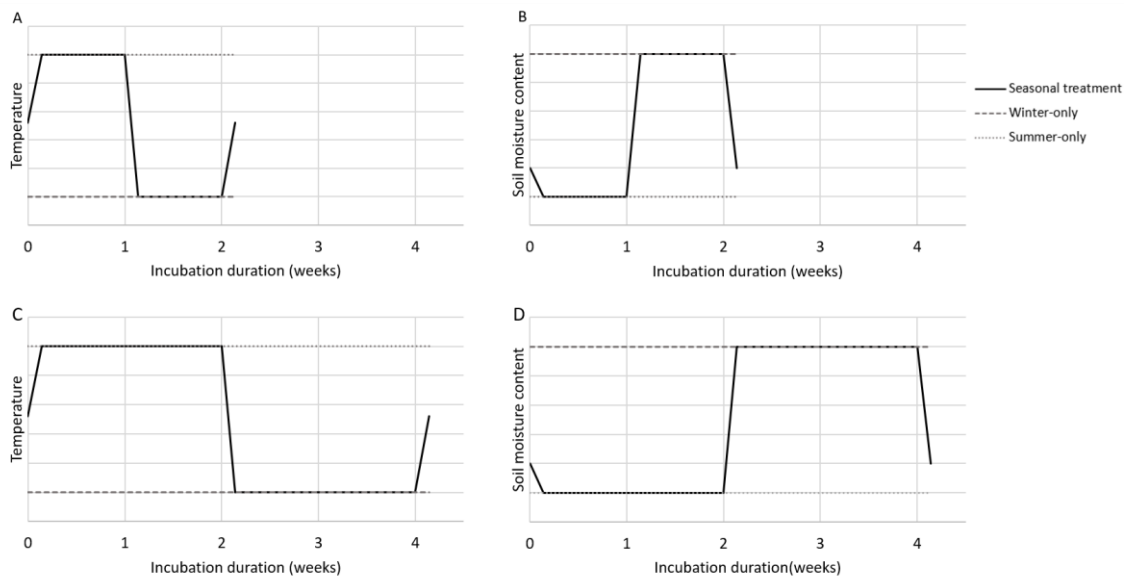 A
Temperature
0 1 2 3 4
Incubation duration (weeks)
B
Soil moisture content
0 1 2 3 4
Incubation duration (weeks)
Seasonal treatment
Winter-only
Summer-only
C
Temperature
0 1 2 3 4
Incubation duration (weeks)
D
Soil moisture content
0 1 2 3 4
Incubation duration(weeks)